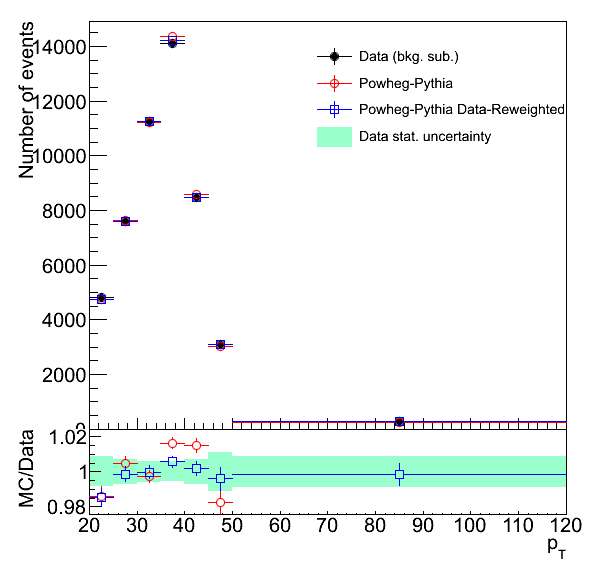 Number of events
14000
12000
10000
8000
6000
4000
2000
Data (bkg. sub.)
Powheg-Pythia
Powheg-Pythia Data-Reweighted
Data stat. uncertainty
MC/Data
1.02
1
0.98
20 30 40 50 60 70 80 90 100 110 120
pT